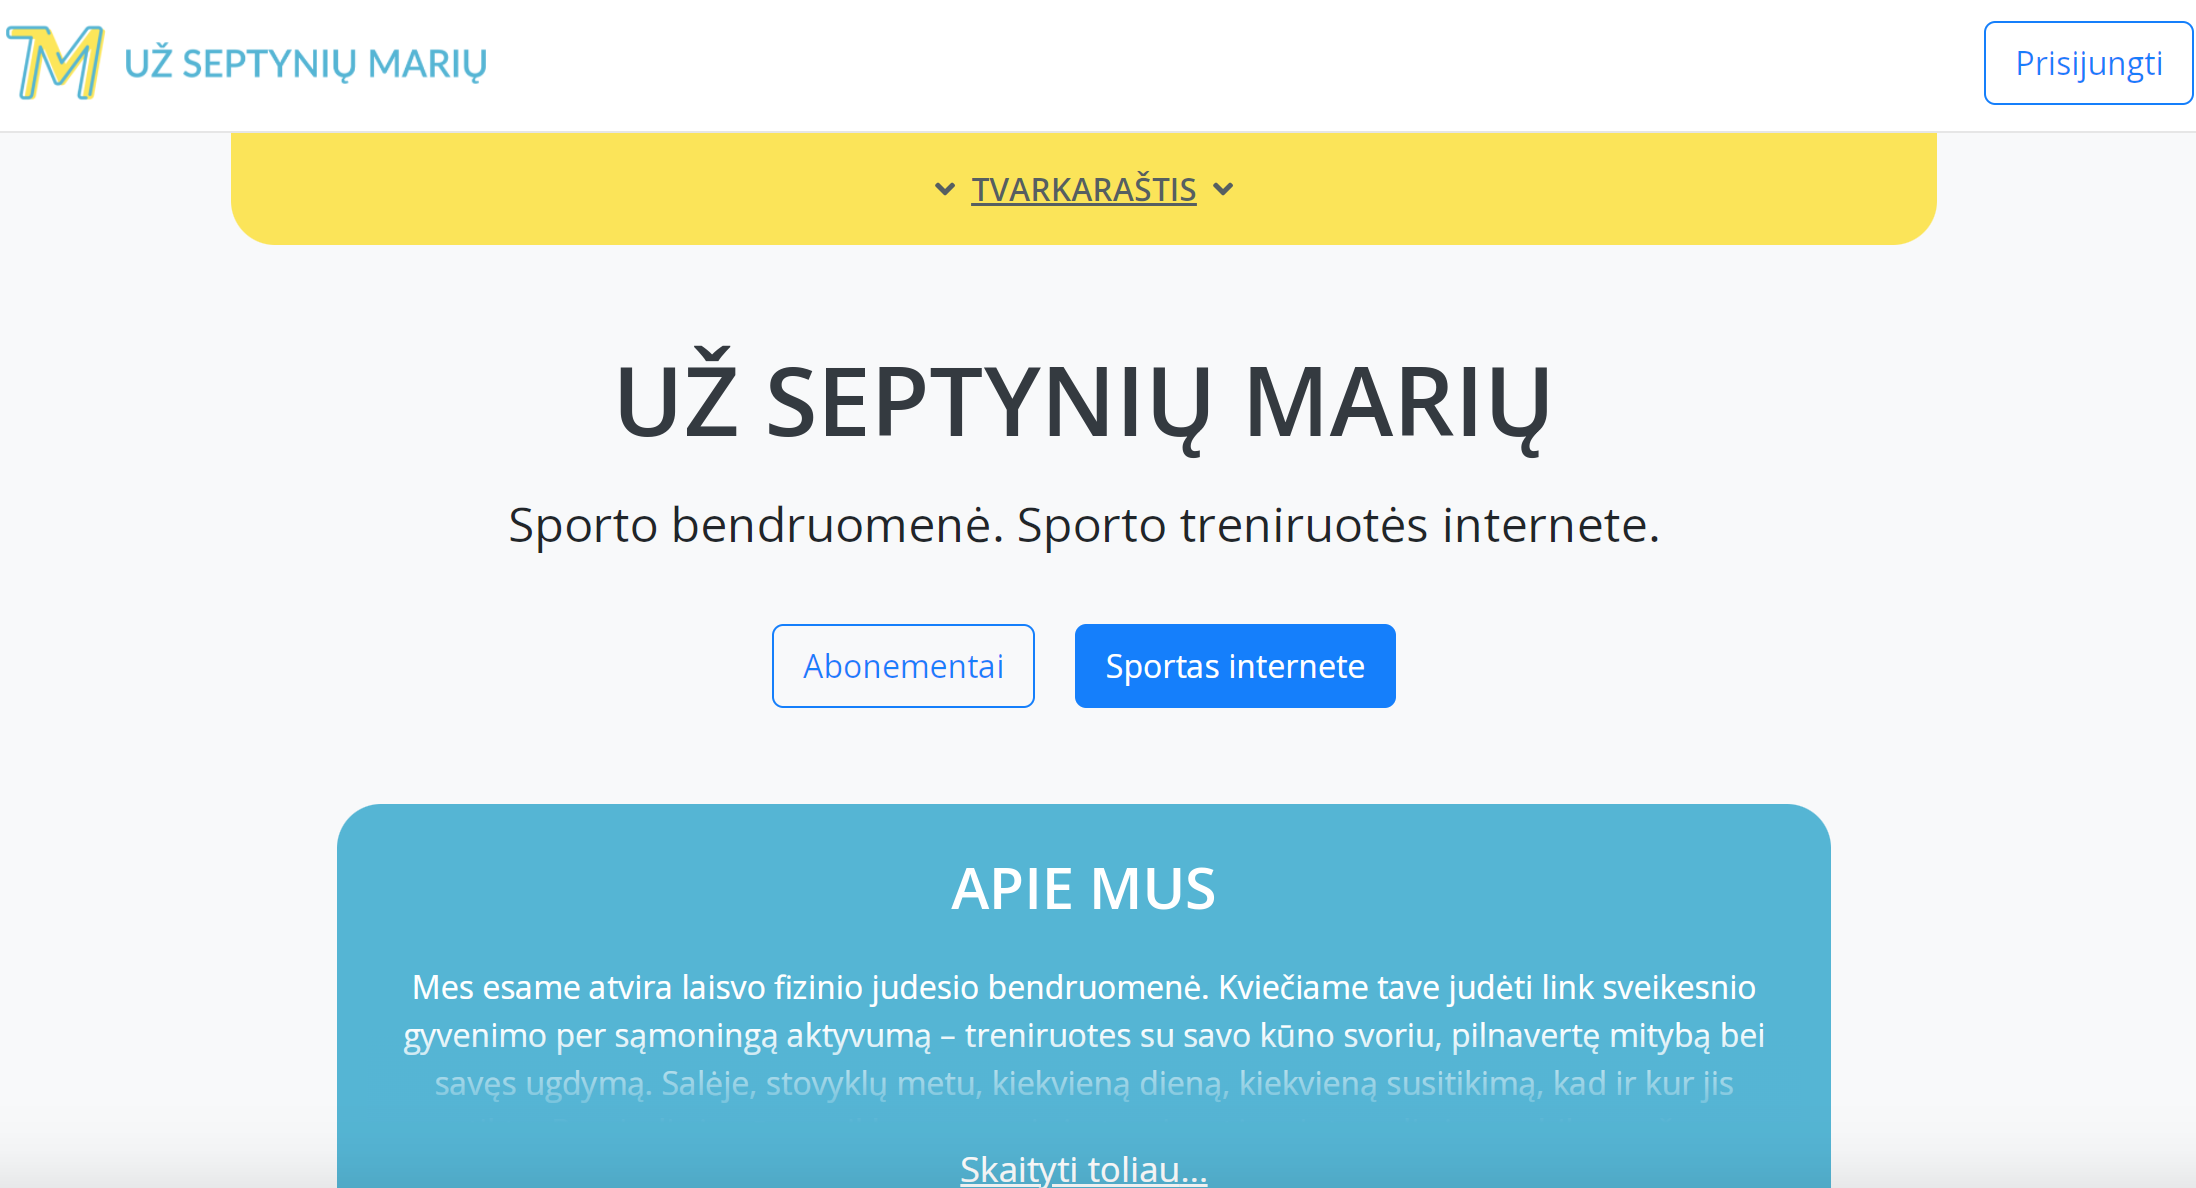 TM UŽ SEPTYNIŲ MARIŲ
Prisijungti
TVARKARAŠTIS
UŽ SEPTYNIŲ MARIŲ
Sporto bendruomenė. Sporto treniruotės internete.
Abonementai
Sportas internete
APIE MUS
Mes esame atvira laisvo fizinio judesio bendruomenė. Kviečiame tave judėti link sveikesnio
gyvenimo per sąmoningą aktyvumą – treniruotes su savo kūno svoriu, pilnavertę mitybą bei
savęs ugdymą. Salėje, stovyklų metu, kiekvieną dieną, kiekvieną susitikimą, kad ir kur jis
Skaityti toliau...